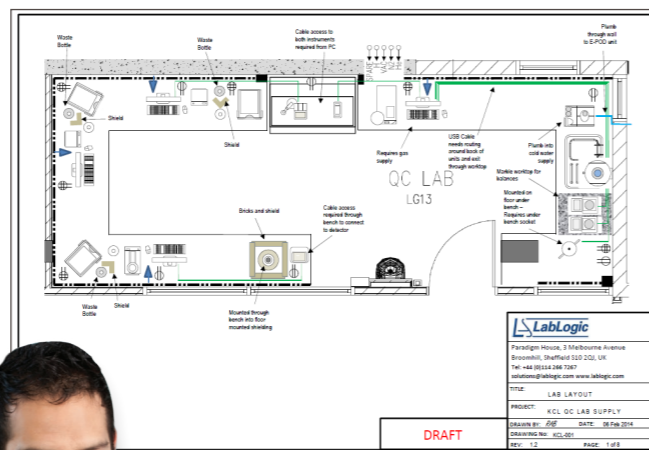 Waste
Bottle
Waste
Bottle
Cable access to
both instruments
required from PC
SPARE
VAC
Plumb
through wall
to E-POD unit
Shield
Shield
Requires gas
supply
USB Cable
needs routing
around back of
units and exit
through worktop
Plumb into
cold water
supply
QC LAB
LG13
Marble worktop for
balances
Mounted on
floor under
bench –
Requires under
bench socket
Bricks and shield
Cable access
required through
bench to connect
to detector
Waste
Bottle
Shield
Mounted through
bench into floor
mounted shielding
LabLogic
Paradigm House, 3 Melbourne Avenue
Broomhill, Sheffield S10 2QJ, UK
Tel: +44 (0)114 266 7267
solutions@lablogic.com www.lablogic.com
TITLE:
LAB LAYOUT
PROJECT:
KCL QC LAB SUPPLY
DRAWN BY: DATE: 06 Feb 2014
DRAWING No: KCL-001
REV: 1.2 PAGE: 1 of 8
DRAFT